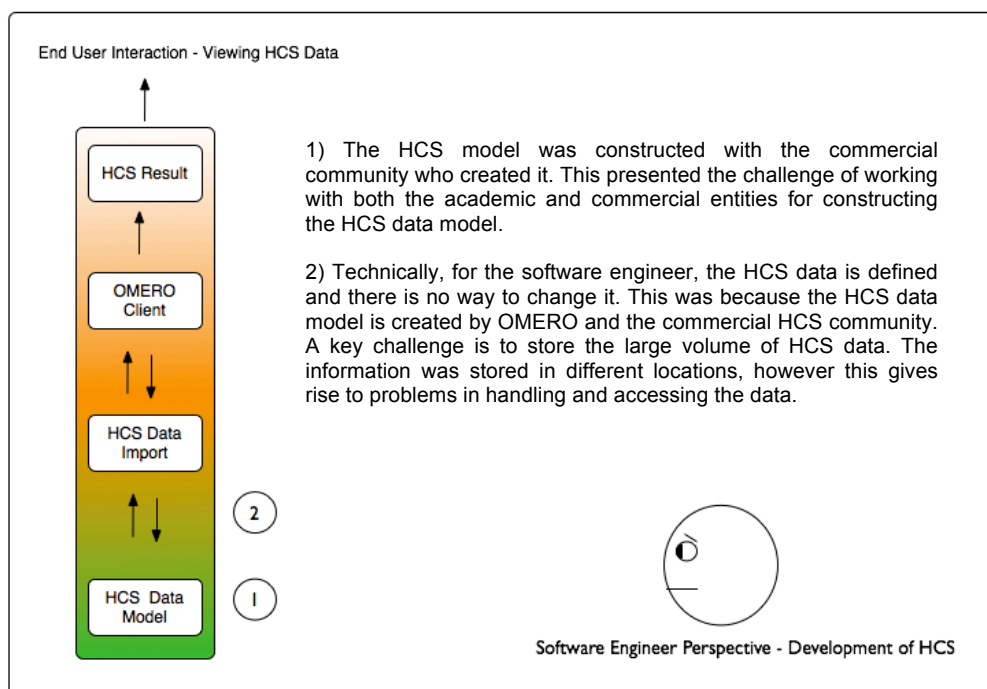 End User Interaction - Viewing HCS Data
HCS Result
OMERO
Client
HCS Data
Import
HCS Data
Model
2
1
1) The HCS model was constructed with the commercial
community who created it. This presented the challenge of working
with both the academic and commercial entities for constructing
the HCS data model.
2) Technically, for the software engineer, the HCS data is defined
and there is no way to change it. This was because the HCS data
model is created by OMERO and the commercial HCS community.
A key challenge is to store the large volume of HCS data. The
information was stored in different locations, however this gives
rise to problems in handling and accessing the data.
Software Engineer Perspective - Development of HCS